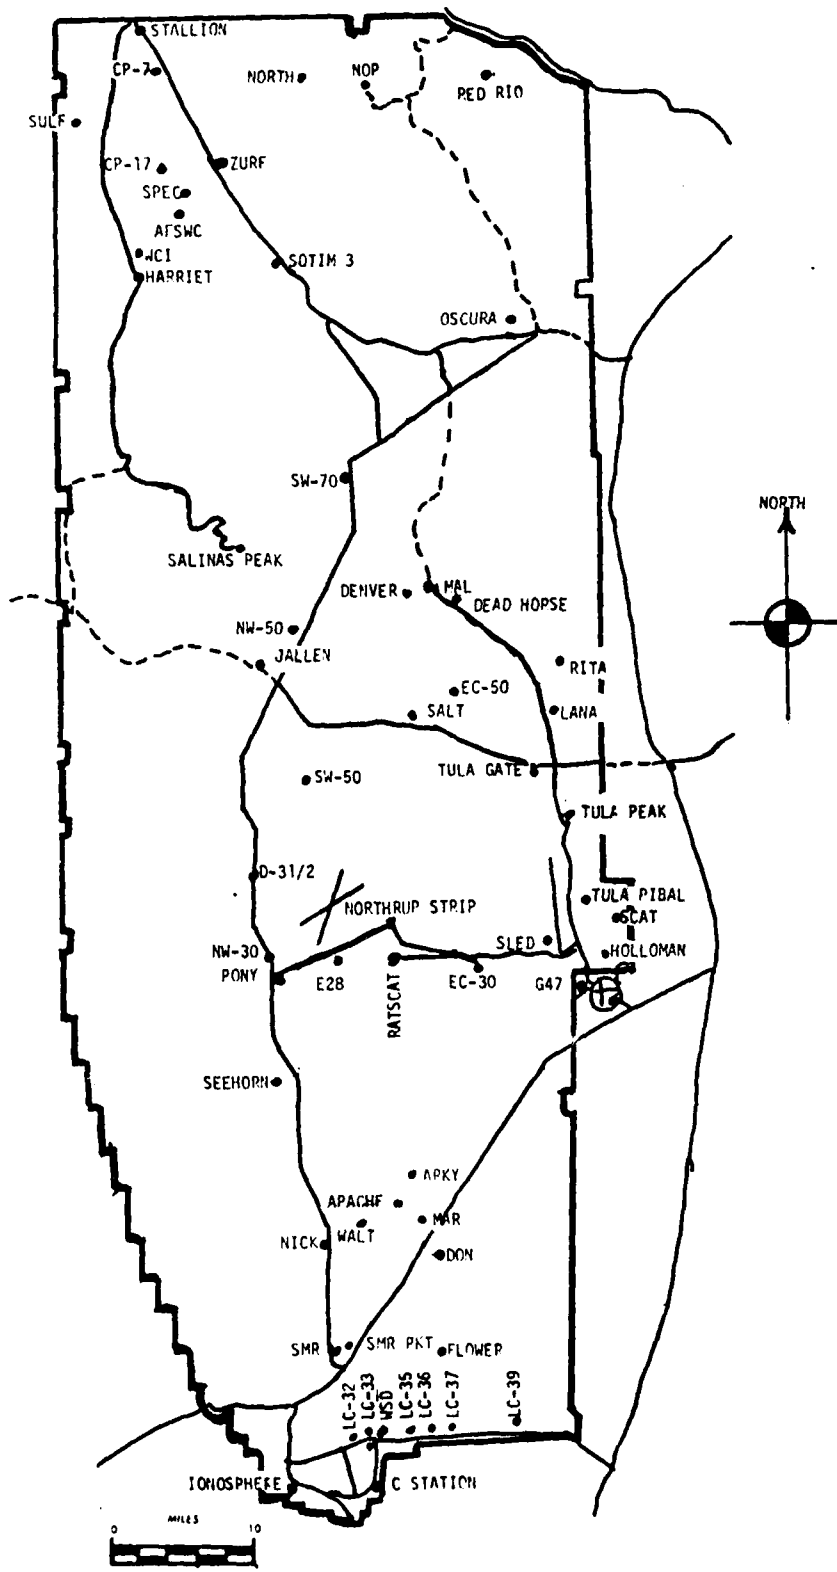 STALLION
CP-7
NORTH
NOP
RED RIO
SULF
CP-17
ZURF
SPEC
AFSWC
WCI
SOTIM 3
HARRIET
OSCURA
SW-70
NORTH
SALINAS PEAK
DENVER
MAL
DEAD HORSE
NW-50
JALLEN
RITA
EC-50
SALT
LANA
TULA GATE
SW-50
TULA PEAK
D-31/2
TULA PIBAL
NORTHRUP STRIP
SCAT
SLED
NW-30
HOLLOMAN
PONY
E28
RATSCAT
EC-30
G47
SEEHORN
ARKY
APACHE
MAR
WALT
NICK
DON
SMR
SMR PKT
FLOWER
LC-32
LC-33
WSD
LC-35
LC-36
LC-37
LC-39
IONOSPHERE
C STATION
0 MILES 10